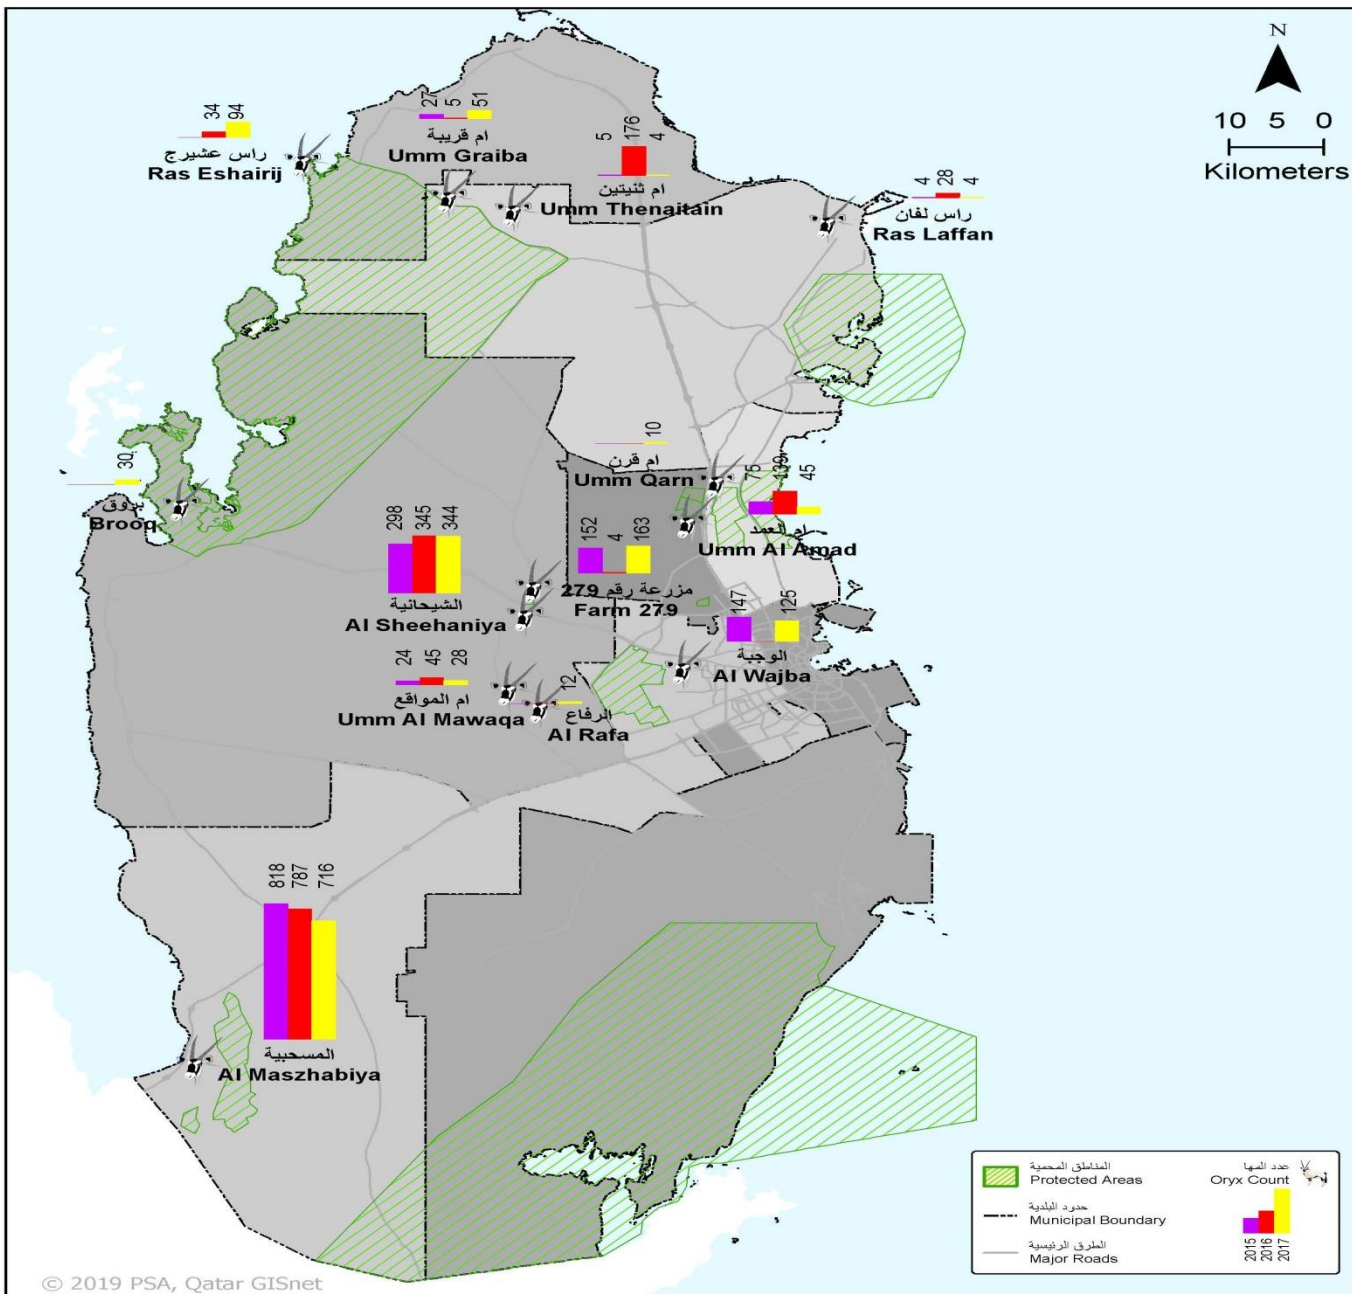 N
10 5 0
Kilometers
34 94
راس عشيرج
Ras Eshairij
27 5 51
ام قريبة
Umm Graiba
5 176 4
ام ثنيتين
Umm Thenaitain
4 28 4
راس لفان
Ras Laffan
10
ام قرن
Umm Qarn
30
بروق
Brooq
75 139 45
ام العمد
Umm Al Amad
298 345 344
الشيحانية
Al Sheehaniya
152 4 163
مزرعة رقم 279
Farm 279
147 125
الوجبة
Al Wajba
24 45 28
ام المواقع
Umm Al Mawaqa
12
الرفاع
Al Rafa
818 787 716
المسحبية
Al Maszhabiya
المناطق المحمية
Protected Areas
حدود البلدية
Municipal Boundary
الطرق الرئيسية
Major Roads
عدد المها
Oryx Count
2015 2016 2017
© 2019 PSA, Qatar GISnet